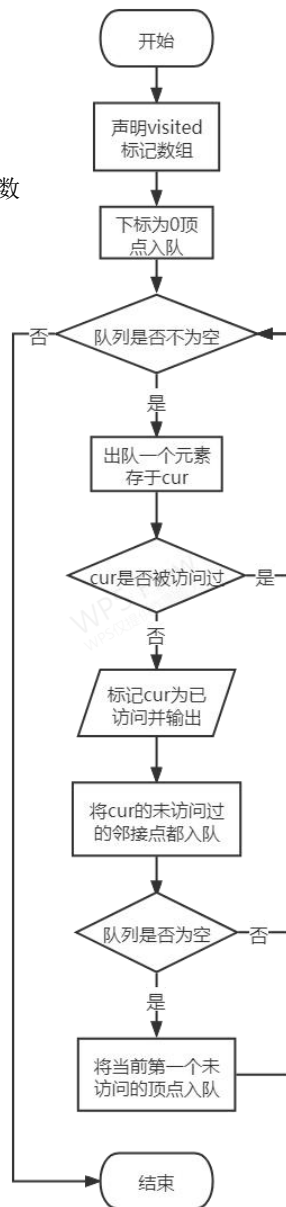 开始
声明visited
标记数组
数
下标为0顶
点入队
队列是否不为空
否
是
出队一个元素
存于cur
cur是否被访问过
是
否
标记cur为已
访问并输出
将cur的未访问过
的邻接点都入队
队列是否为空
否
是
将当前第一个未
访问的顶点入队
结束